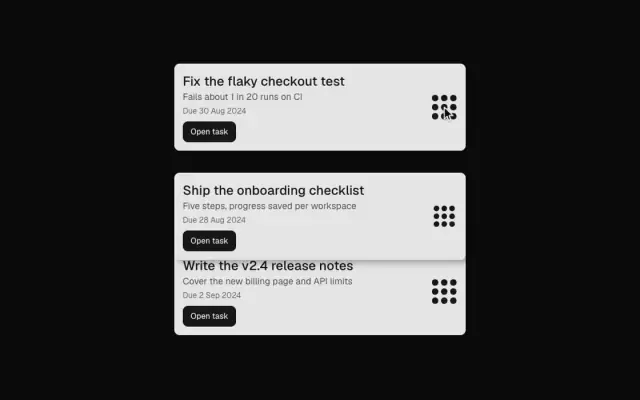 Fix the flaky checkout test
Fails about 1 in 20 runs on CI
Due 30 Aug 2024
Open task
Ship the onboarding checklist
Five steps, progress saved per workspace
Due 28 Aug 2024
Open task
Write the v2.4 release notes
Cover the new billing page and API limits
Due 2 Sep 2024
Open task